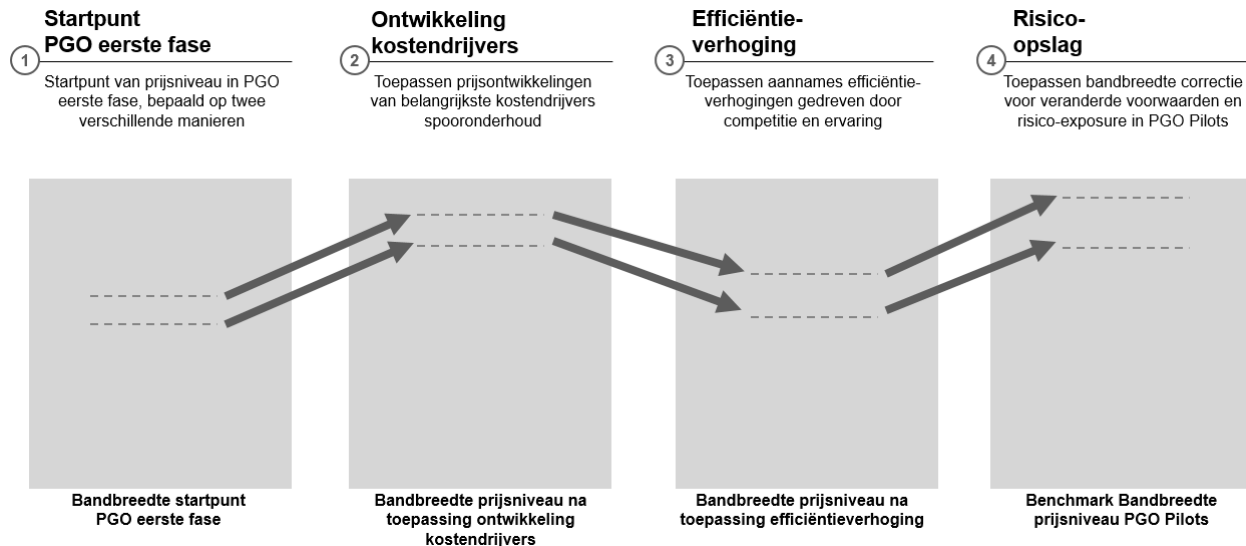 Startpunt
PGO eerste fase
1
Startpunt van prijsniveau in PGO
eerste fase, bepaald op twee
verschillende manieren
Ontwikkeling
kostendrijvers
2
Toepassen prijsontwikkelingen
van belangrijkste kostendrijvers
spooronderhoud
Efficiëntie-
verhoging
3
Toepassen aannames efficiëntie-
verhogingen gedreven door
competitie en ervaring
Risico-
opslag
4
Toepassen bandbreedte correctie
voor veranderde voorwaarden en
risico-exposure in PGO Pilots
Bandbreedte startpunt
PGO eerste fase
Bandbreedte prijsniveau na
toepassing ontwikkeling
kostendrijvers
Bandbreedte prijsniveau na
toepassing efficiëntieverhoging
Benchmark Bandbreedte
prijsniveau PGO Pilots